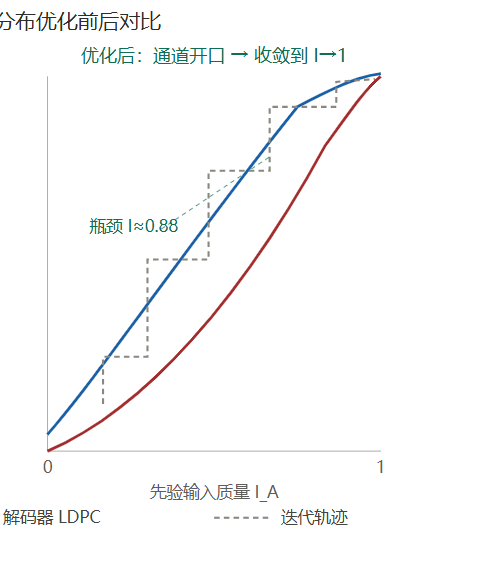 分布优化前后对比
优化后：通道开口 → 收敛到 I→1
瓶颈 I≈0.88
0
1
先验输入质量 I_A
解码器 LDPC
迭代轨迹